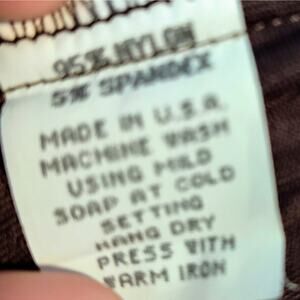 95% NYLON
5% SPANDEX
MADE IN U.S.A.
MACHINE WASH
USING MILD
SOAP AT COLD
SETTING
HANG DRY
PRESS WITH
WARM IRON